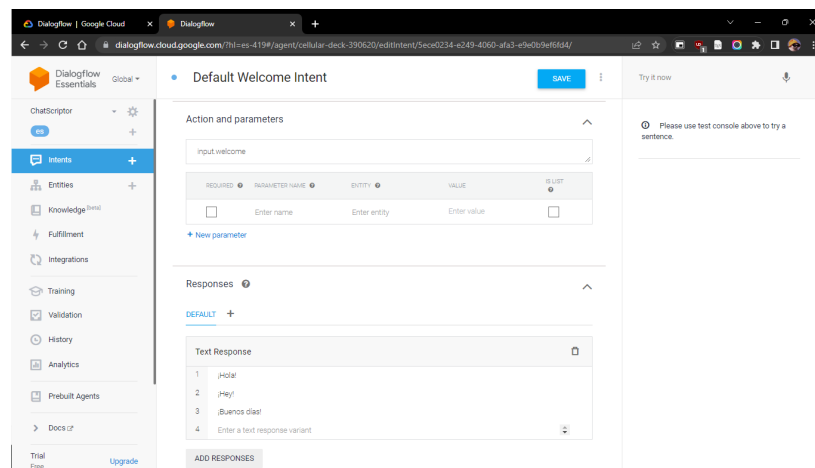 Dialogflow | Google Cloud
Dialogflow
dialogflow.cloud.google.com/?hl=es-419#/agent/cellular-deck-390620/editIntent/5ece0234-e249-4060-afa3-e9e0b9ef6fd4/
Dialogflow
Essentials
Global
ChatScriptor
es
Intents
Entities
Knowledge [beta]
Fulfillment
Integrations
Training
Validation
History
Analytics
Prebuilt Agents
Docs
Trial
Free
Upgrade
Default Welcome Intent
SAVE
Action and parameters
input.welcome
REQUIRED PARAMETER NAME ENTITY VALUE IS LIST
Enter name Enter entity Enter value
+ New parameter
Responses
DEFAULT +
Text Response
1 ¡Hola!
2 ¡Hey!
3 ¡Buenos días!
4 Enter a text response variant
ADD RESPONSES
Try it now
Please use test console above to try a
sentence.